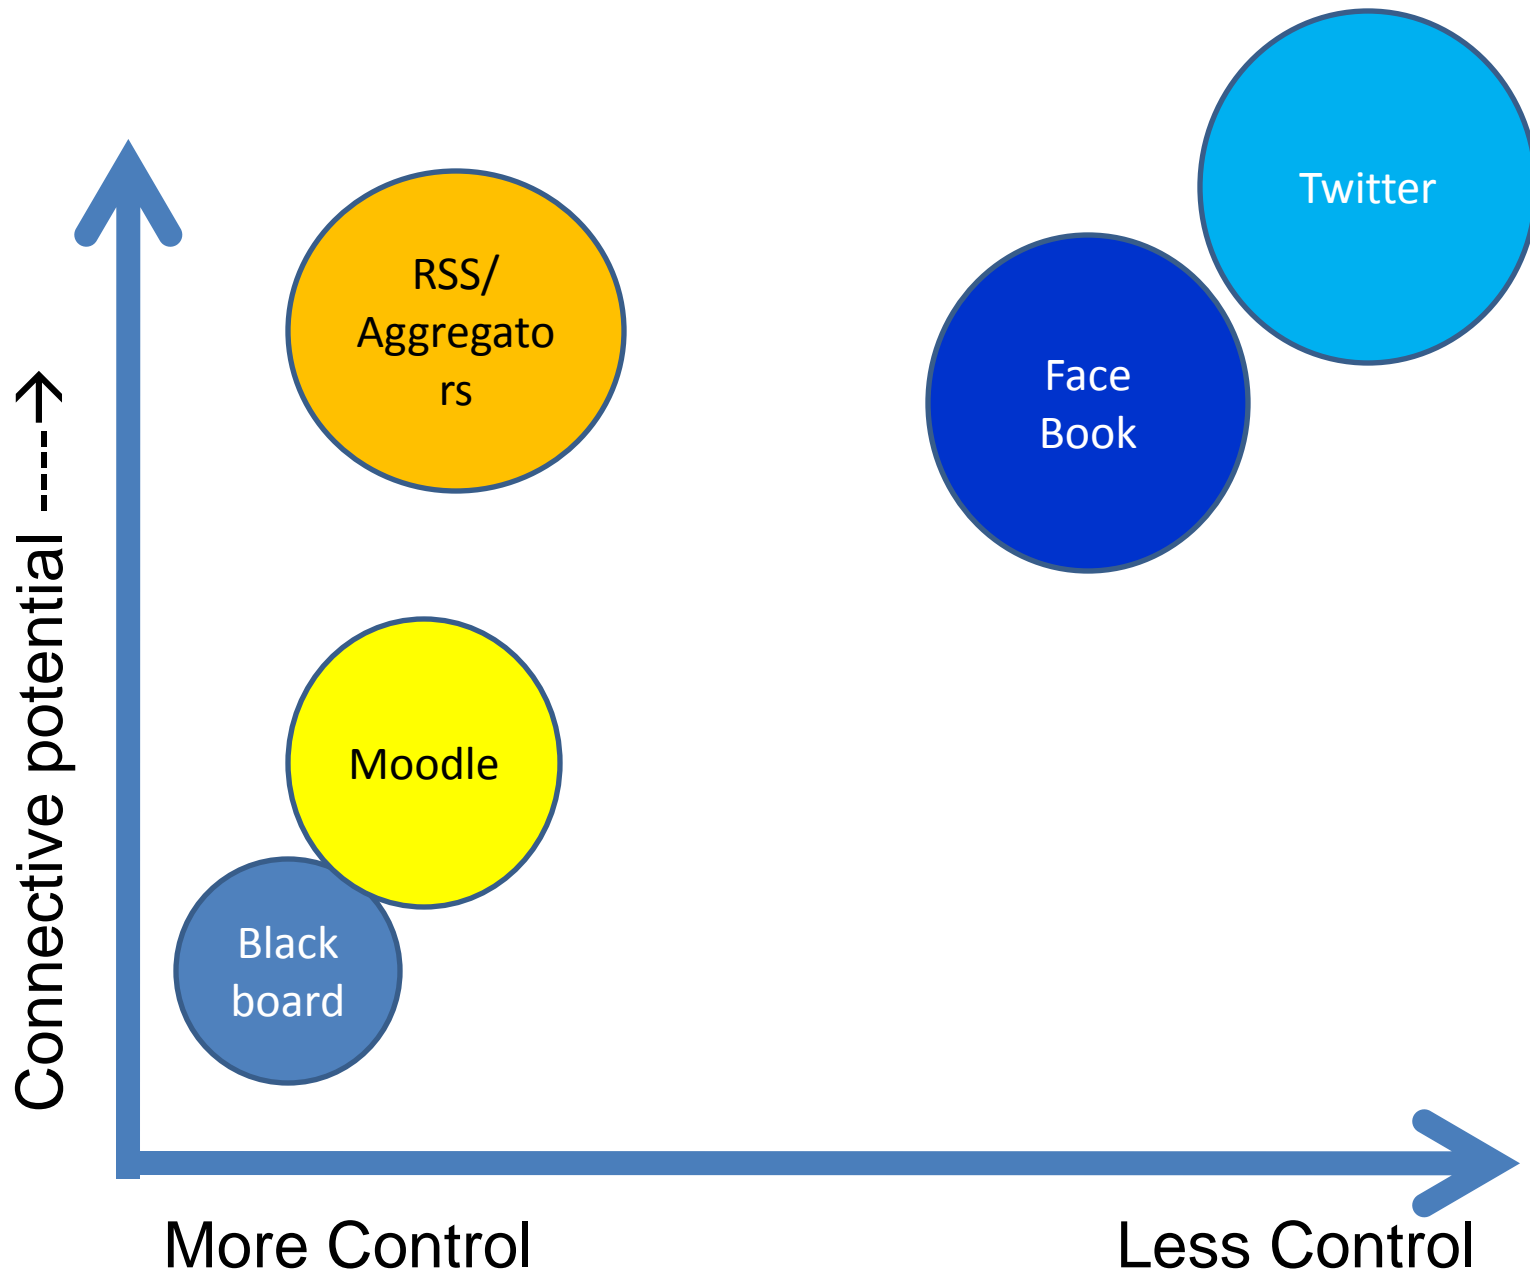 Twitter
RSS/
Aggregato
rs
Face
Book
Connective potential ----→
Moodle
Black
board
More Control
Less Control